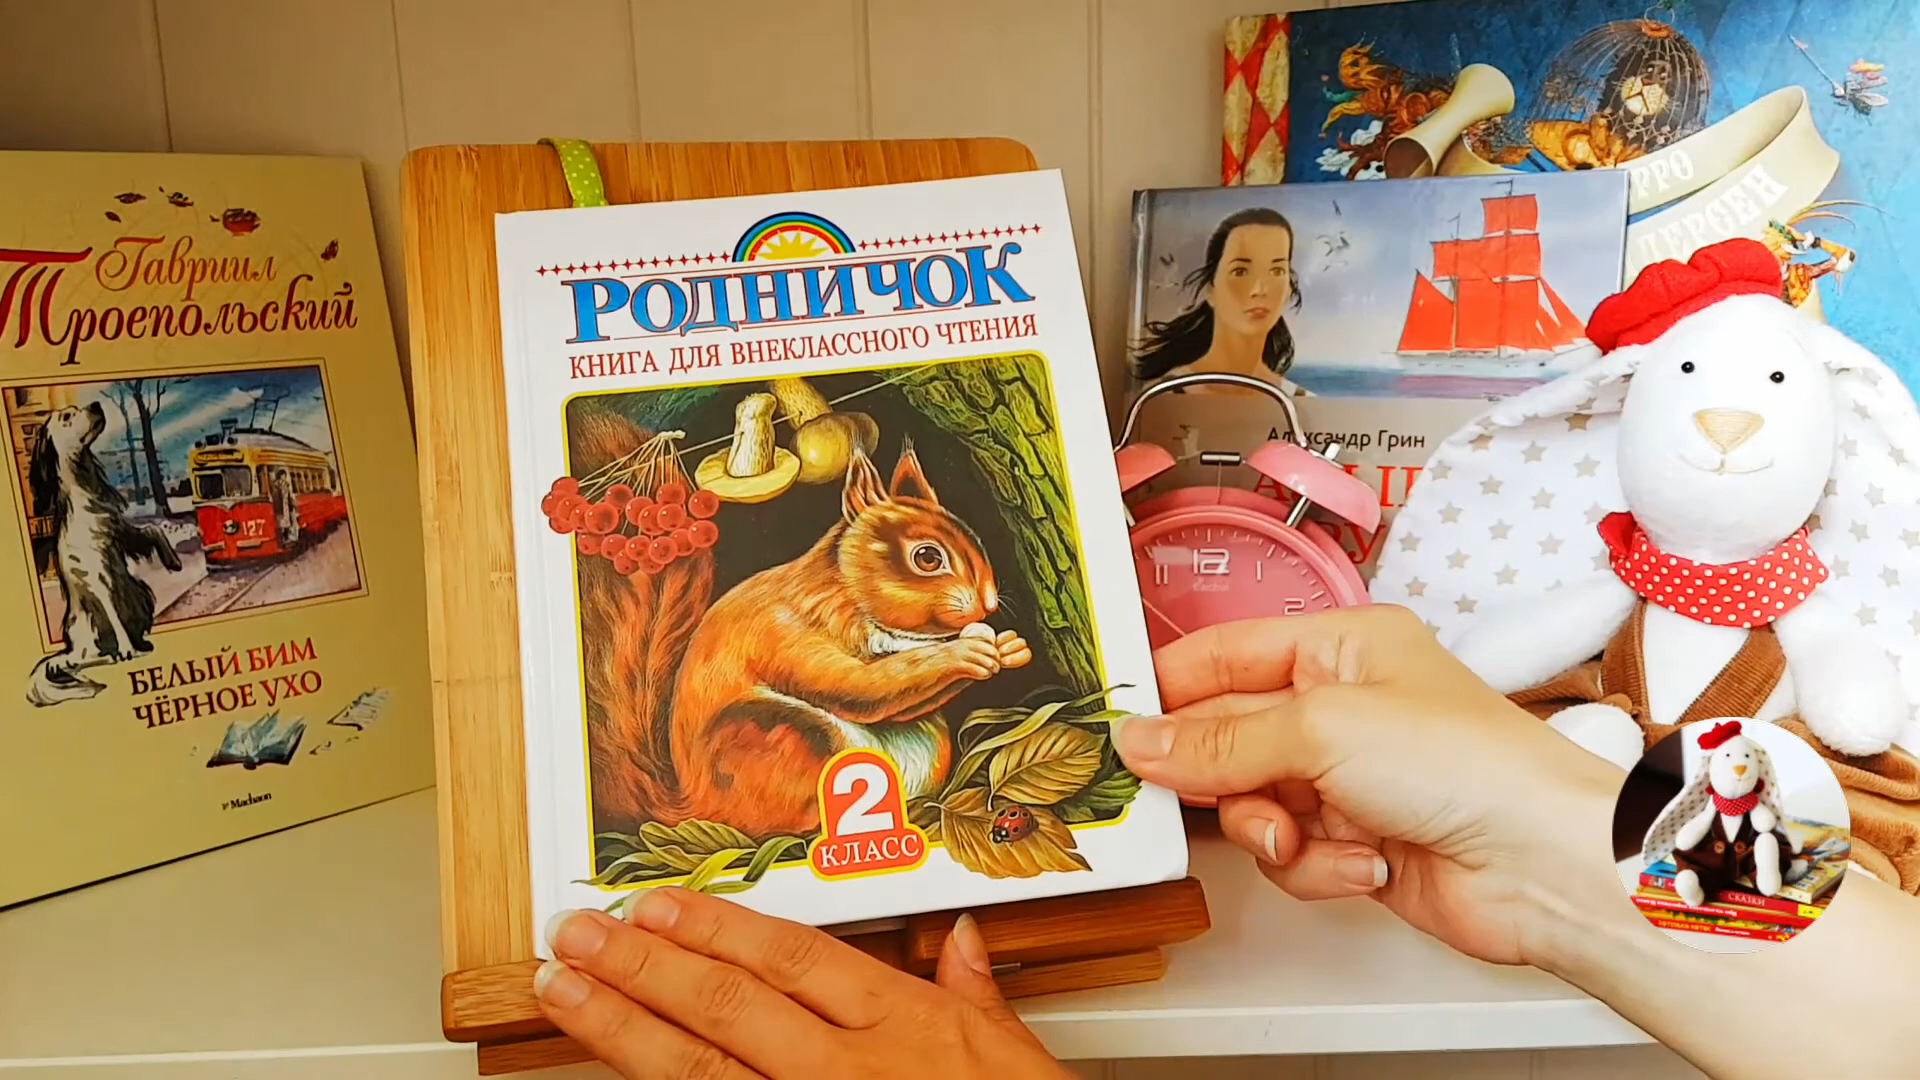 Гавриил
Троепольский
127
БЕЛЫЙ БИМ
ЧЁРНОЕ УХО
Machaon
РОДНИЧОК
КНИГА ДЛЯ ВНЕКЛАССНОГО ЧТЕНИЯ
2
КЛАСС
Александр Грин
11 12 1
2
СКАЗКИ